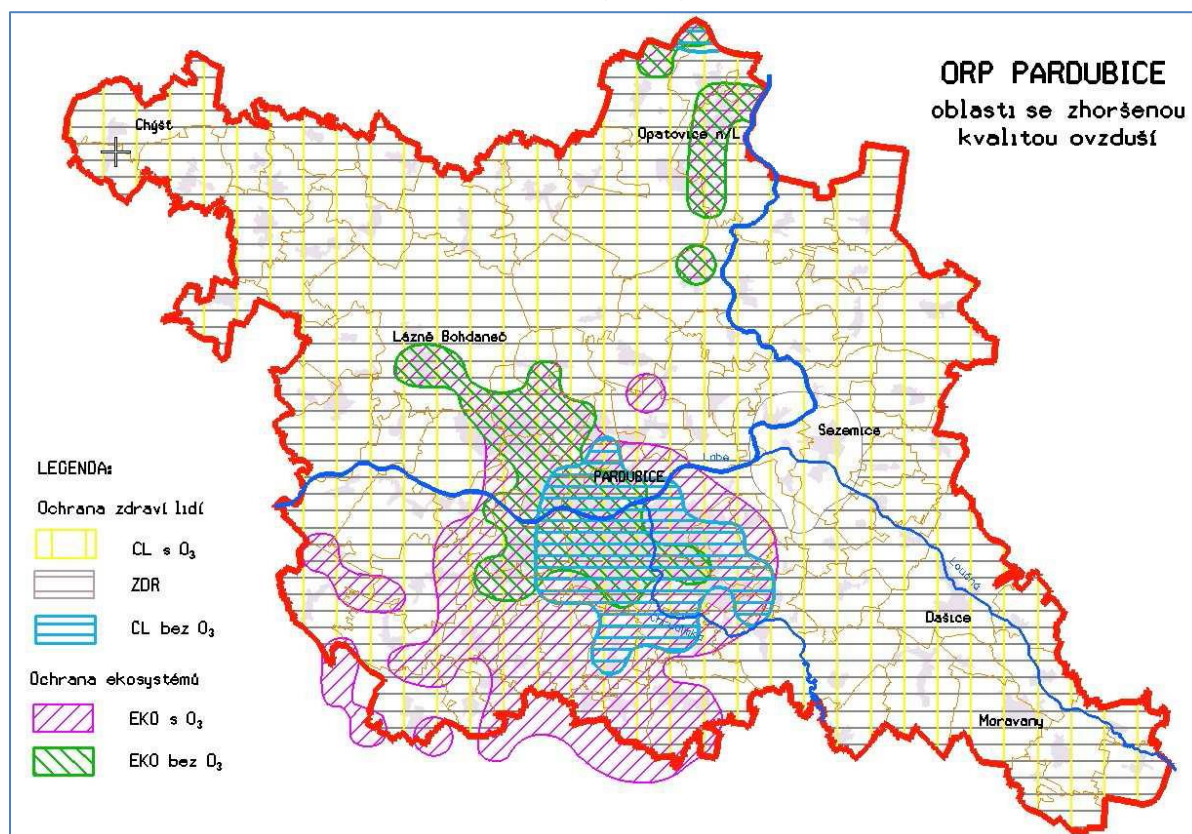 ORP PARDUBICE
oblasti se zhoršenou
kvalitou ovzduší
Chýšť
Opatovice n/L
Lázně Bohdaneč
Sezemice
Labe
PARDUBICE
Loučná
Dašice
Moravany
LEGENDA:
Ochrana zdraví lidí
CL s O₃
ZDR
CL bez O₃
Ochrana ekosystémů
EKO s O₃
EKO bez O₃